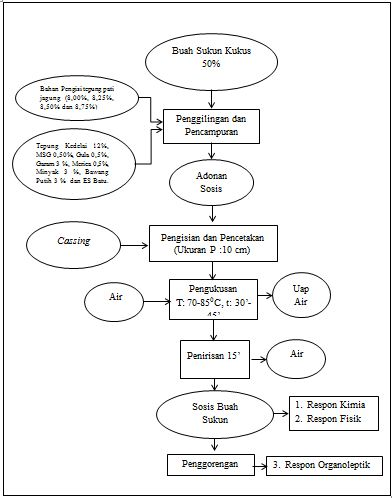 Buah Sukun Kukus
50%
Bahan Pengisi tepung pati
jagung (8,00%, 8,25%,
8,50% dan 8,75%)
Penggilingan dan
Pencampuran
Tepung Kedelai 12%,
MSG 0,50%, Gula 0,5%,
Garam 3 %, Merica 0,5%,
Minyak 3 %, Bawang
Putih 3 % dan ES Batu.
Adonan
Sosis
Cassing
Pengisian dan Pencetakan
(Ukuran P :10 cm)
Pengukusan
T: 70-85⁰C, t: 30’-
45’
Air
Uap
Air
Penirisan 15’
Air
Sosis Buah
Sukun
1. Respon Kimia
2. Respon Fisik
Penggorengan
3. Respon Organoleptik